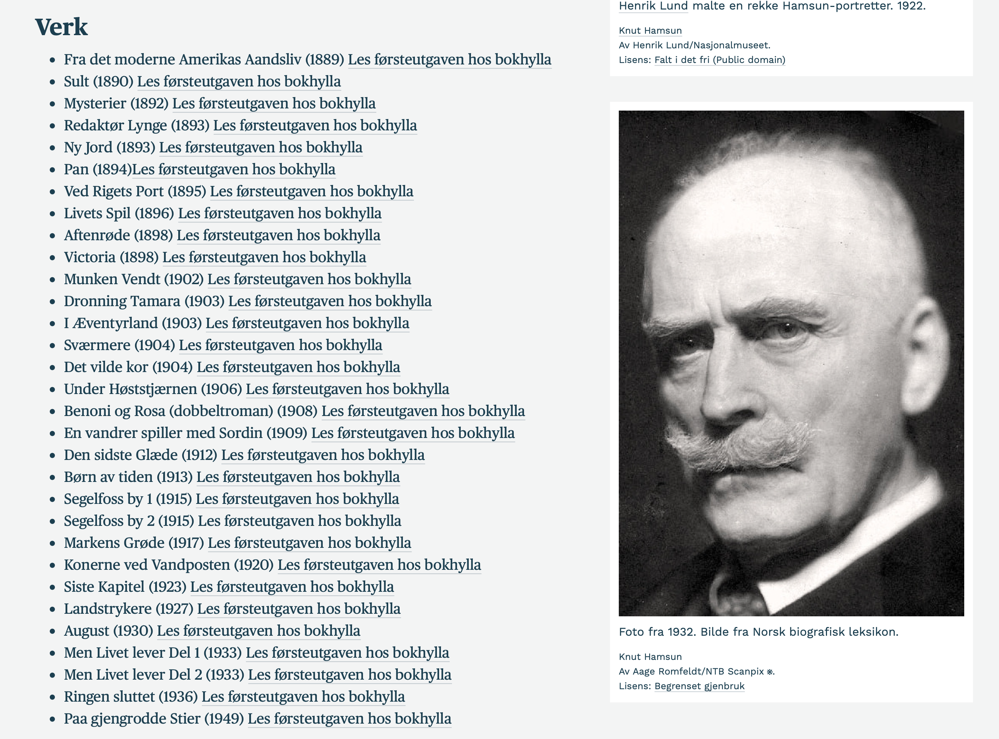 Verk
Fra det moderne Amerikas Aandsliv (1889) Les førsteutgaven hos bokhylla
Sult (1890) Les førsteutgaven hos bokhylla
Mysterier (1892) Les førsteutgaven hos bokhylla
Redaktør Lynge (1893) Les førsteutgaven hos bokhylla
Ny Jord (1893) Les førsteutgaven hos bokhylla
Pan (1894)Les førsteutgaven hos bokhylla
Ved Rigets Port (1895) Les førsteutgaven hos bokhylla
Livets Spil (1896) Les førsteutgaven hos bokhylla
Aftenrøde (1898) Les førsteutgaven hos bokhylla
Victoria (1898) Les førsteutgaven hos bokhylla
Munken Vendt (1902) Les førsteutgaven hos bokhylla
Dronning Tamara (1903) Les førsteutgaven hos bokhylla
I Æventyrland (1903) Les førsteutgaven hos bokhylla
Sværmere (1904) Les førsteutgaven hos bokhylla
Det vilde kor (1904) Les førsteutgaven hos bokhylla
Under Høststjærnen (1906) Les førsteutgaven hos bokhylla
Benoni og Rosa (dobbeltroman) (1908) Les førsteutgaven hos bokhylla
En vandrer spiller med Sordin (1909) Les førsteutgaven hos bokhylla
Den sidste Glæde (1912) Les førsteutgaven hos bokhylla
Børn av tiden (1913) Les førsteutgaven hos bokhylla
Segelfoss by 1 (1915) Les førsteutgaven hos bokhylla
Segelfoss by 2 (1915) Les førsteutgaven hos bokhylla
Markens Grøde (1917) Les førsteutgaven hos bokhylla
Konerne ved Vandposten (1920) Les førsteutgaven hos bokhylla
Siste Kapitel (1923) Les førsteutgaven hos bokhylla
Landstrykere (1927) Les førsteutgaven hos bokhylla
August (1930) Les førsteutgaven hos bokhylla
Men Livet lever Del 1 (1933) Les førsteutgaven hos bokhylla
Men Livet lever Del 2 (1933) Les førsteutgaven hos bokhylla
Ringen sluttet (1936) Les førsteutgaven hos bokhylla
Paa gjengrodde Stier (1949) Les førsteutgaven hos bokhylla
Henrik Lund malte en rekke Hamsun-portretter. 1922.
Knut Hamsun
Av Henrik Lund/Nasjonalmuseet.
Lisens: Falt i det fri (Public domain)
Foto fra 1932. Bilde fra Norsk biografisk leksikon.
Knut Hamsun
Av Aage Romfeldt/NTB Scanpix ※.
Lisens: Begrenset gjenbruk